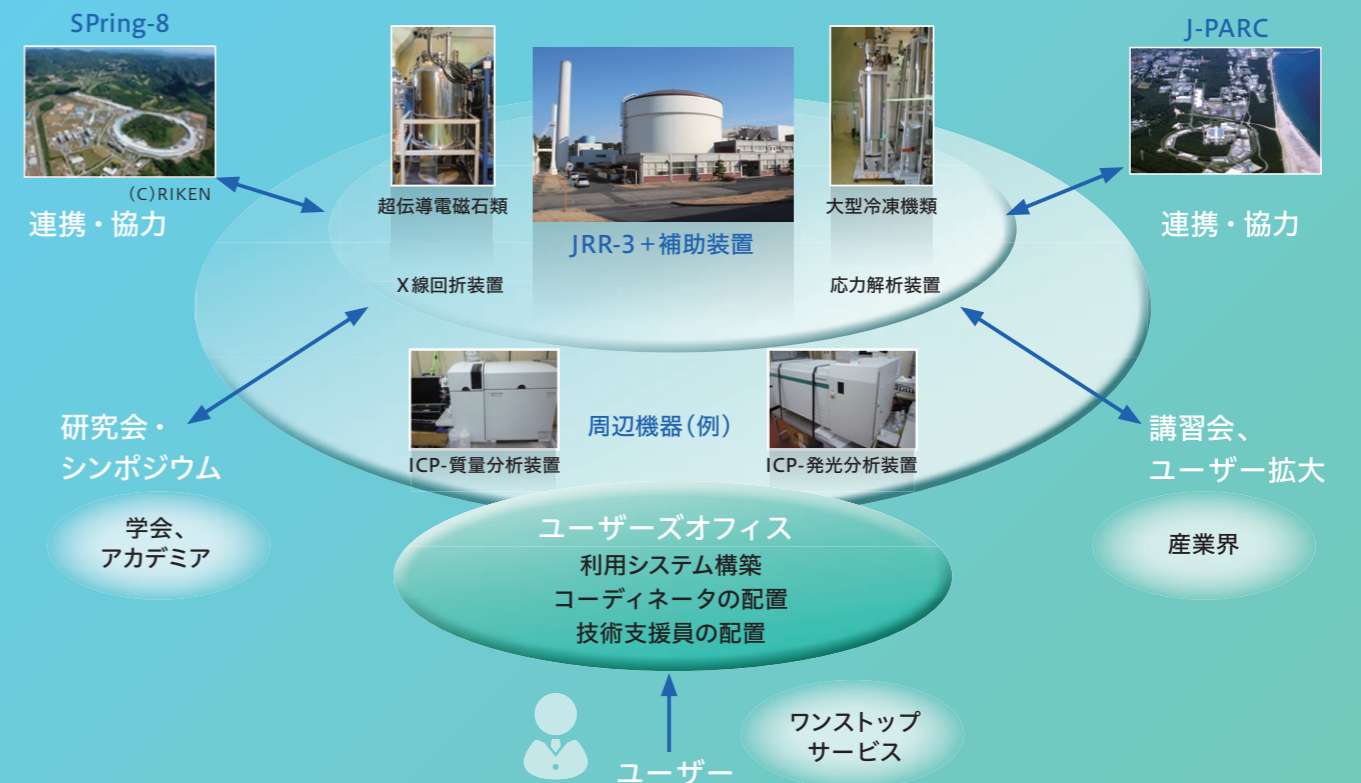 SPring-8
J-PARC
(C)RIKEN
連携・協力
超伝導電磁石類
JRR-3+補助装置
大型冷凍機類
連携・協力
X線回折装置
応力解析装置
研究会・
シンポジウム
周辺機器(例)
講習会、
ユーザー拡大
ICP-質量分析装置
ICP-発光分析装置
学会、
アカデミア
産業界
ユーザーズオフィス
利用システム構築
コーディネータの配置
技術支援員の配置
ワンストップ
サービス
ユーザー